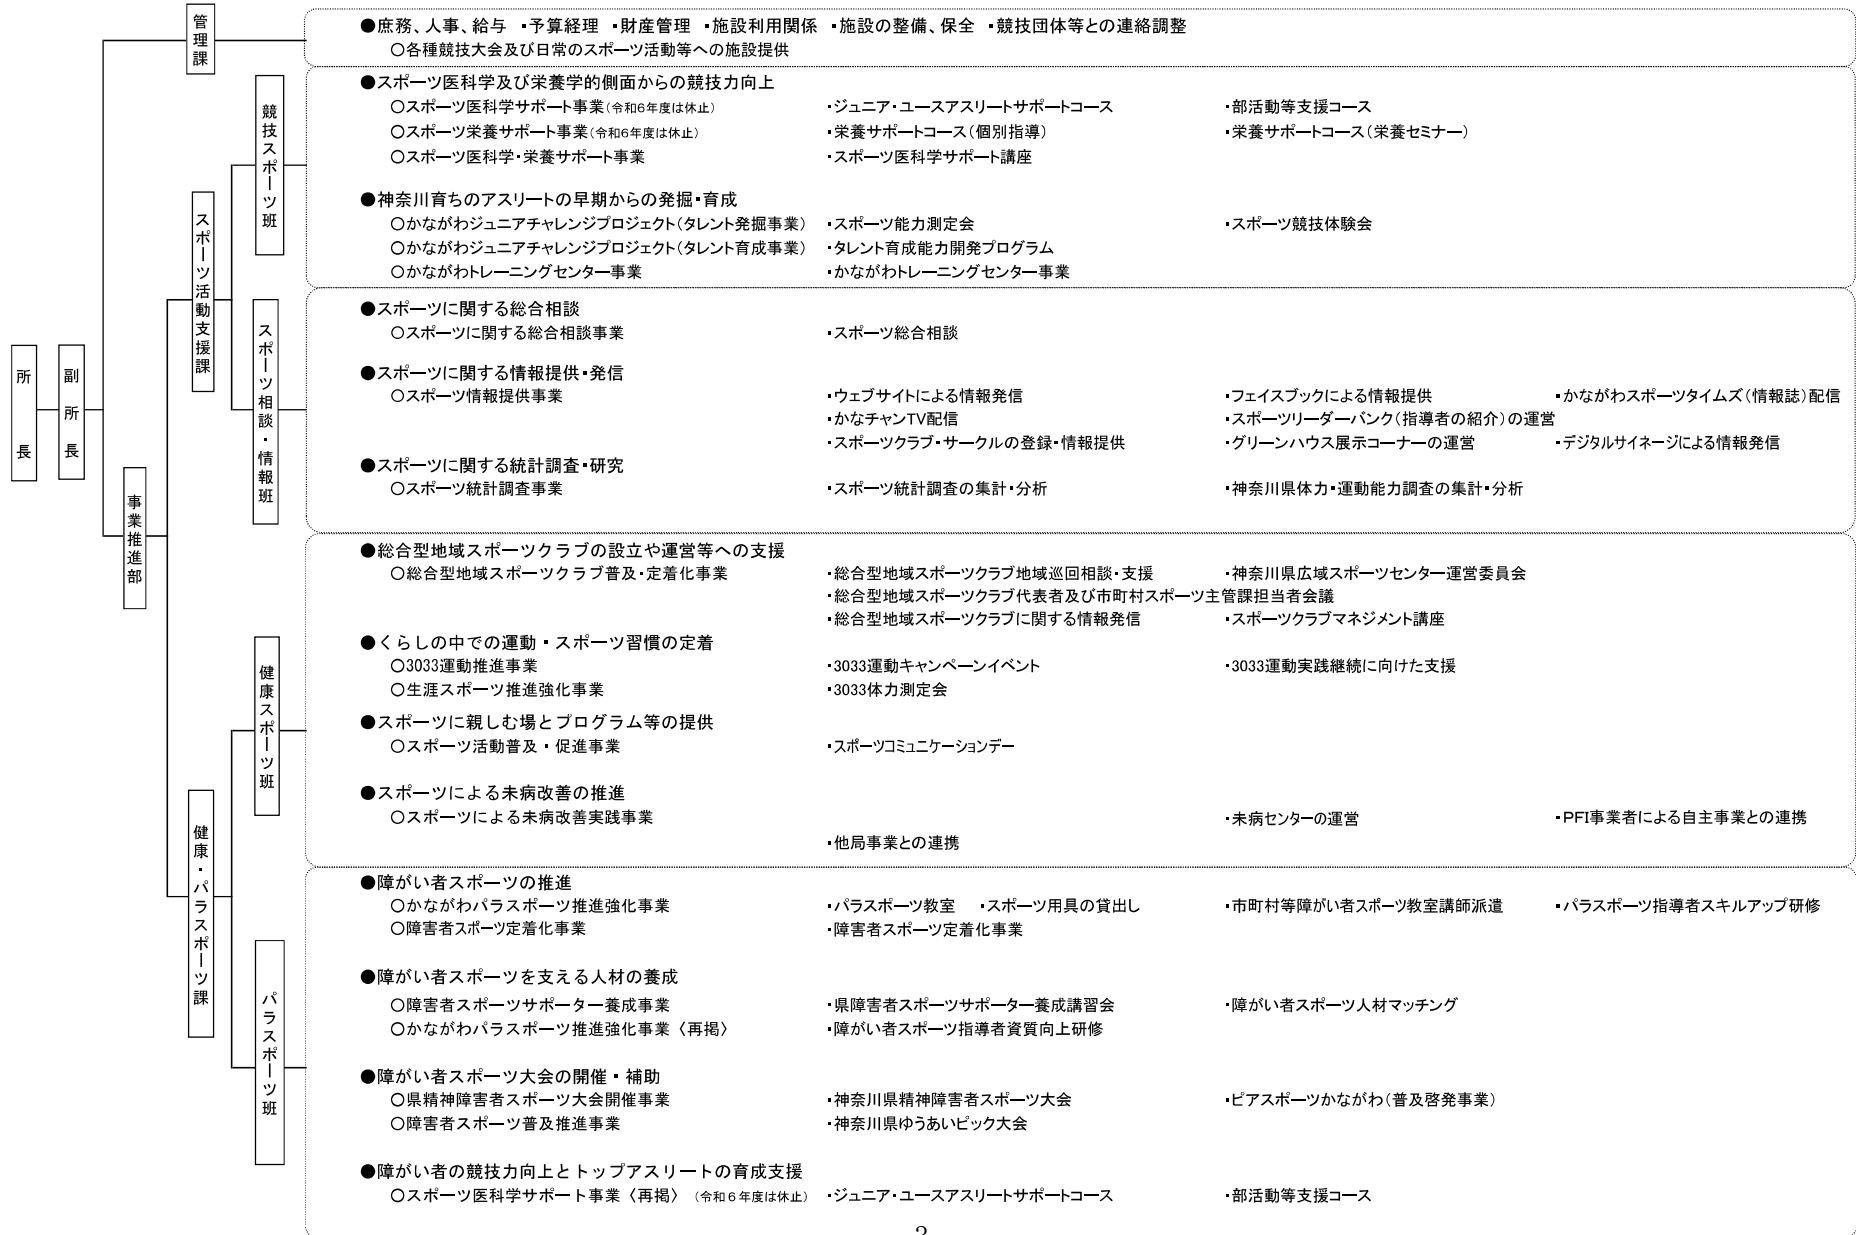 所長
副所長
管理課
事業推進部
スポーツ活動支援課
健康・パラスポーツ課
競技スポーツ班
スポーツ相談・情報班
健康スポーツ班
パラスポーツ班
●庶務、人事、給与 ・予算経理 ・財産管理 ・施設利用関係 ・施設の整備、保全 ・競技団体等との連絡調整
○各種競技大会及び日常のスポーツ活動等への施設提供
●スポーツ医科学及び栄養学的側面からの競技力向上
○スポーツ医科学サポート事業(令和6年度は休止) ・ジュニア・ユースアスリートサポートコース ・部活動等支援コース
○スポーツ栄養サポート事業(令和6年度は休止) ・栄養サポートコース(個別指導) ・栄養サポートコース(栄養セミナー)
○スポーツ医科学・栄養サポート事業 ・スポーツ医科学サポート講座
●神奈川育ちのアスリートの早期からの発掘・育成
○かながわジュニアチャレンジプロジェクト(タレント発掘事業) ・スポーツ能力測定会 ・スポーツ競技体験会
○かながわジュニアチャレンジプロジェクト(タレント育成事業) ・タレント育成能力開発プログラム
○かながわトレーニングセンター事業 ・かながわトレーニングセンター事業
●スポーツに関する総合相談
○スポーツに関する総合相談事業 ・スポーツ総合相談
●スポーツに関する情報提供・発信
○スポーツ情報提供事業 ・ウェブサイトによる情報発信 ・フェイスブックによる情報提供 ・かながわスポーツタイムズ(情報誌)配信
・かなチャンTV配信 ・スポーツリーダーバンク(指導者の紹介)の運営
・スポーツクラブ・サークルの登録・情報提供 ・グリーンハウス展示コーナーの運営 ・デジタルサイネージによる情報発信
●スポーツに関する統計調査・研究
○スポーツ統計調査事業 ・スポーツ統計調査の集計・分析 ・神奈川県体力・運動能力調査の集計・分析
●総合型地域スポーツクラブの設立や運営等への支援
○総合型地域スポーツクラブ普及・定着化事業 ・総合型地域スポーツクラブ地域巡回相談・支援 ・神奈川県広域スポーツセンター運営委員会
・総合型地域スポーツクラブ代表者及び市町村スポーツ主管課担当者会議
・総合型地域スポーツクラブに関する情報発信 ・スポーツクラブマネジメント講座
●くらしの中での運動・スポーツ習慣の定着
○3033運動推進事業 ・3033運動キャンペーンイベント ・3033運動実践継続に向けた支援
○生涯スポーツ推進強化事業 ・3033体力測定会
●スポーツに親しむ場とプログラム等の提供
○スポーツ活動普及・促進事業 ・スポーツコミュニケーションデー
●スポーツによる未病改善の推進
○スポーツによる未病改善実践事業 ・未病センターの運営 ・PFI事業者による自主事業との連携
・他局事業との連携
●障がい者スポーツの推進
○かながわパラスポーツ推進強化事業 ・パラスポーツ教室 ・スポーツ用具の貸出し ・市町村等障がい者スポーツ教室講師派遣 ・パラスポーツ指導者スキルアップ研修
○障害者スポーツ定着化事業 ・障害者スポーツ定着化事業
●障がい者スポーツを支える人材の養成
○障害者スポーツサポーター養成事業 ・県障害者スポーツサポーター養成講習会 ・障がい者スポーツ人材マッチング
○かながわパラスポーツ推進強化事業〈再掲〉 ・障がい者スポーツ指導者資質向上研修
●障がい者スポーツ大会の開催・補助
○県精神障害者スポーツ大会開催事業 ・神奈川県精神障害者スポーツ大会 ・ピアスポーツかながわ(普及啓発事業)
○障害者スポーツ普及推進事業 ・神奈川県ゆうあいピック大会
●障がい者の競技力向上とトップアスリートの育成支援
○スポーツ医科学サポート事業〈再掲〉(令和6年度は休止) ・ジュニア・ユースアスリートサポートコース ・部活動等支援コース